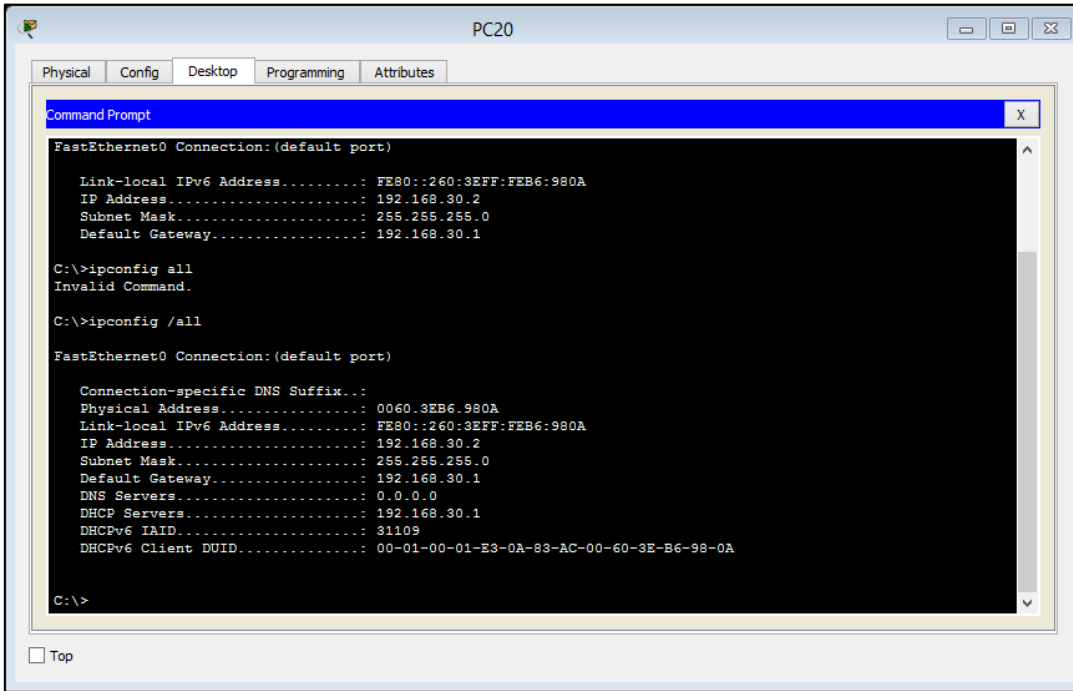 PC20
Physical Config Desktop Programming Attributes
Command Prompt X
FastEthernet0 Connection:(default port)
Link-local IPv6 Address.........: FE80::260:3EFF:FEB6:980A
IP Address......................: 192.168.30.2
Subnet Mask.....................: 255.255.255.0
Default Gateway.................: 192.168.30.1
C:\>ipconfig all
Invalid Command.
C:\>ipconfig /all
FastEthernet0 Connection:(default port)
Connection-specific DNS Suffix..:
Physical Address................: 0060.3EB6.980A
Link-local IPv6 Address.........: FE80::260:3EFF:FEB6:980A
IP Address......................: 192.168.30.2
Subnet Mask.....................: 255.255.255.0
Default Gateway.................: 192.168.30.1
DNS Servers.....................: 0.0.0.0
DHCP Servers....................: 192.168.30.1
DHCPv6 IAID.....................: 31109
DHCPv6 Client DUID..............: 00-01-00-01-E3-0A-83-AC-00-60-3E-B6-98-0A
C:\>
Top